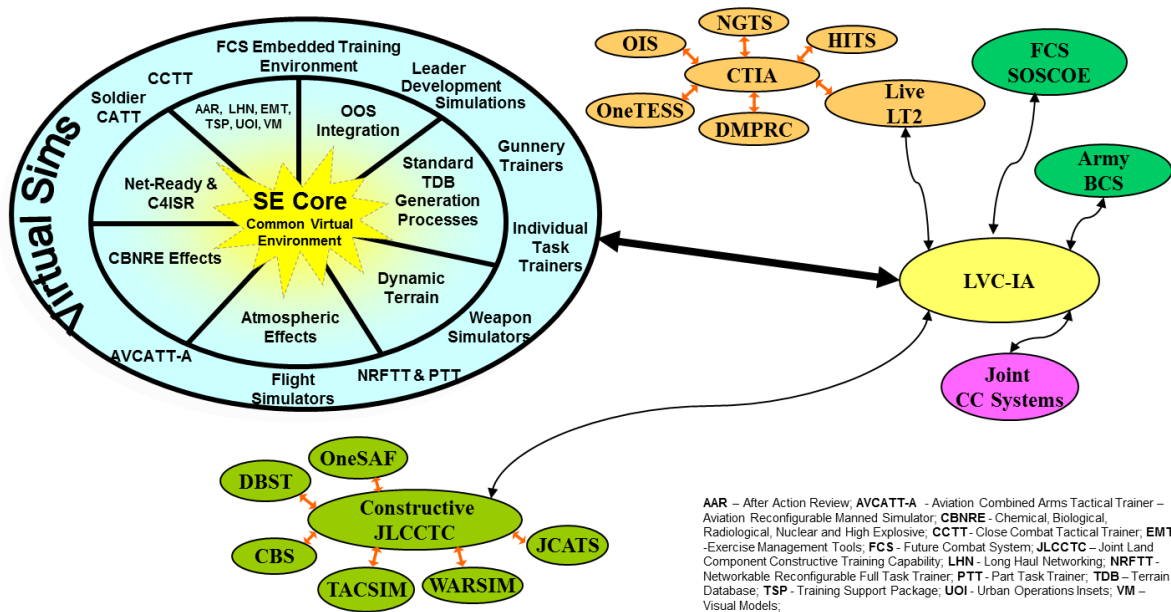 Virtual Sims
FCS Embedded Training
Environment
CCTT
Soldier
CATT
Leader
Development
Simulations
Gunnery
Trainers
Individual
Task
Trainers
Weapon
Simulators
NRFTT & PTT
Flight
Simulators
AVCATT-A
AAR, LHN, EMT,
TSP, UOI, VM
OOS
Integration
Standard
TDB
Generation
Processes
Dynamic
Terrain
Atmospheric
Effects
CBNRE Effects
Net-Ready &
C4ISR
SE Core
Common Virtual
Environment
NGTS
OIS
HITS
CTIA
OneTESS
DMPRC
Live
LT2
FCS
SOSCOE
Army
BCS
LVC-IA
Joint
CC Systems
OneSAF
DBST
Constructive
JLCCTC
CBS
JCATS
TACSIM
WARSIM
AAR – After Action Review; AVCATT-A - Aviation Combined Arms Tactical Trainer –
Aviation Reconfigurable Manned Simulator; CBNRE - Chemical, Biological,
Radiological, Nuclear and High Explosive; CCTT - Close Combat Tactical Trainer; EMT
-Exercise Management Tools; FCS - Future Combat System; JLCCTC – Joint Land
Component Constructive Training Capability; LHN - Long Haul Networking; NRFTT -
Networkable Reconfigurable Full Task Trainer; PTT - Part Task Trainer; TDB – Terrain
Database; TSP - Training Support Package; UOI - Urban Operations Insets; VM –
Visual Models;